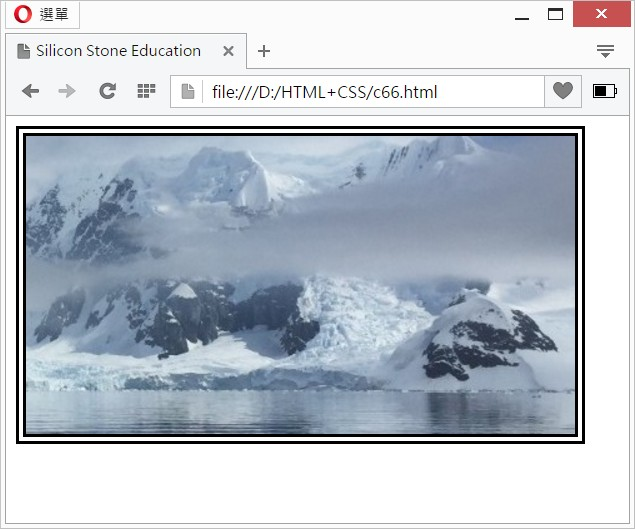 選單
Silicon Stone Education
file:///D:/HTML+CSS/c66.html